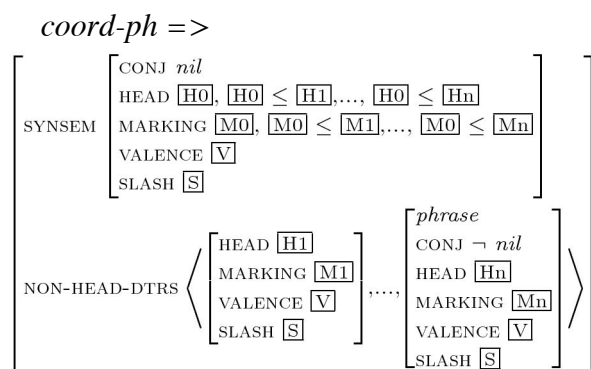 coord-ph =>
CONJ nil
HEAD H0, H0 ≤ H1,..., H0 ≤ Hn
SYNSEM MARKING M0, M0 ≤ M1,..., M0 ≤ Mn
VALENCE V
SLASH S
phrase
HEAD H1 CONJ ¬ nil
MARKING M1 HEAD Hn
NON-HEAD-DTRS ⟨ VALENCE V ,..., MARKING Mn ⟩
SLASH S VALENCE V
SLASH S